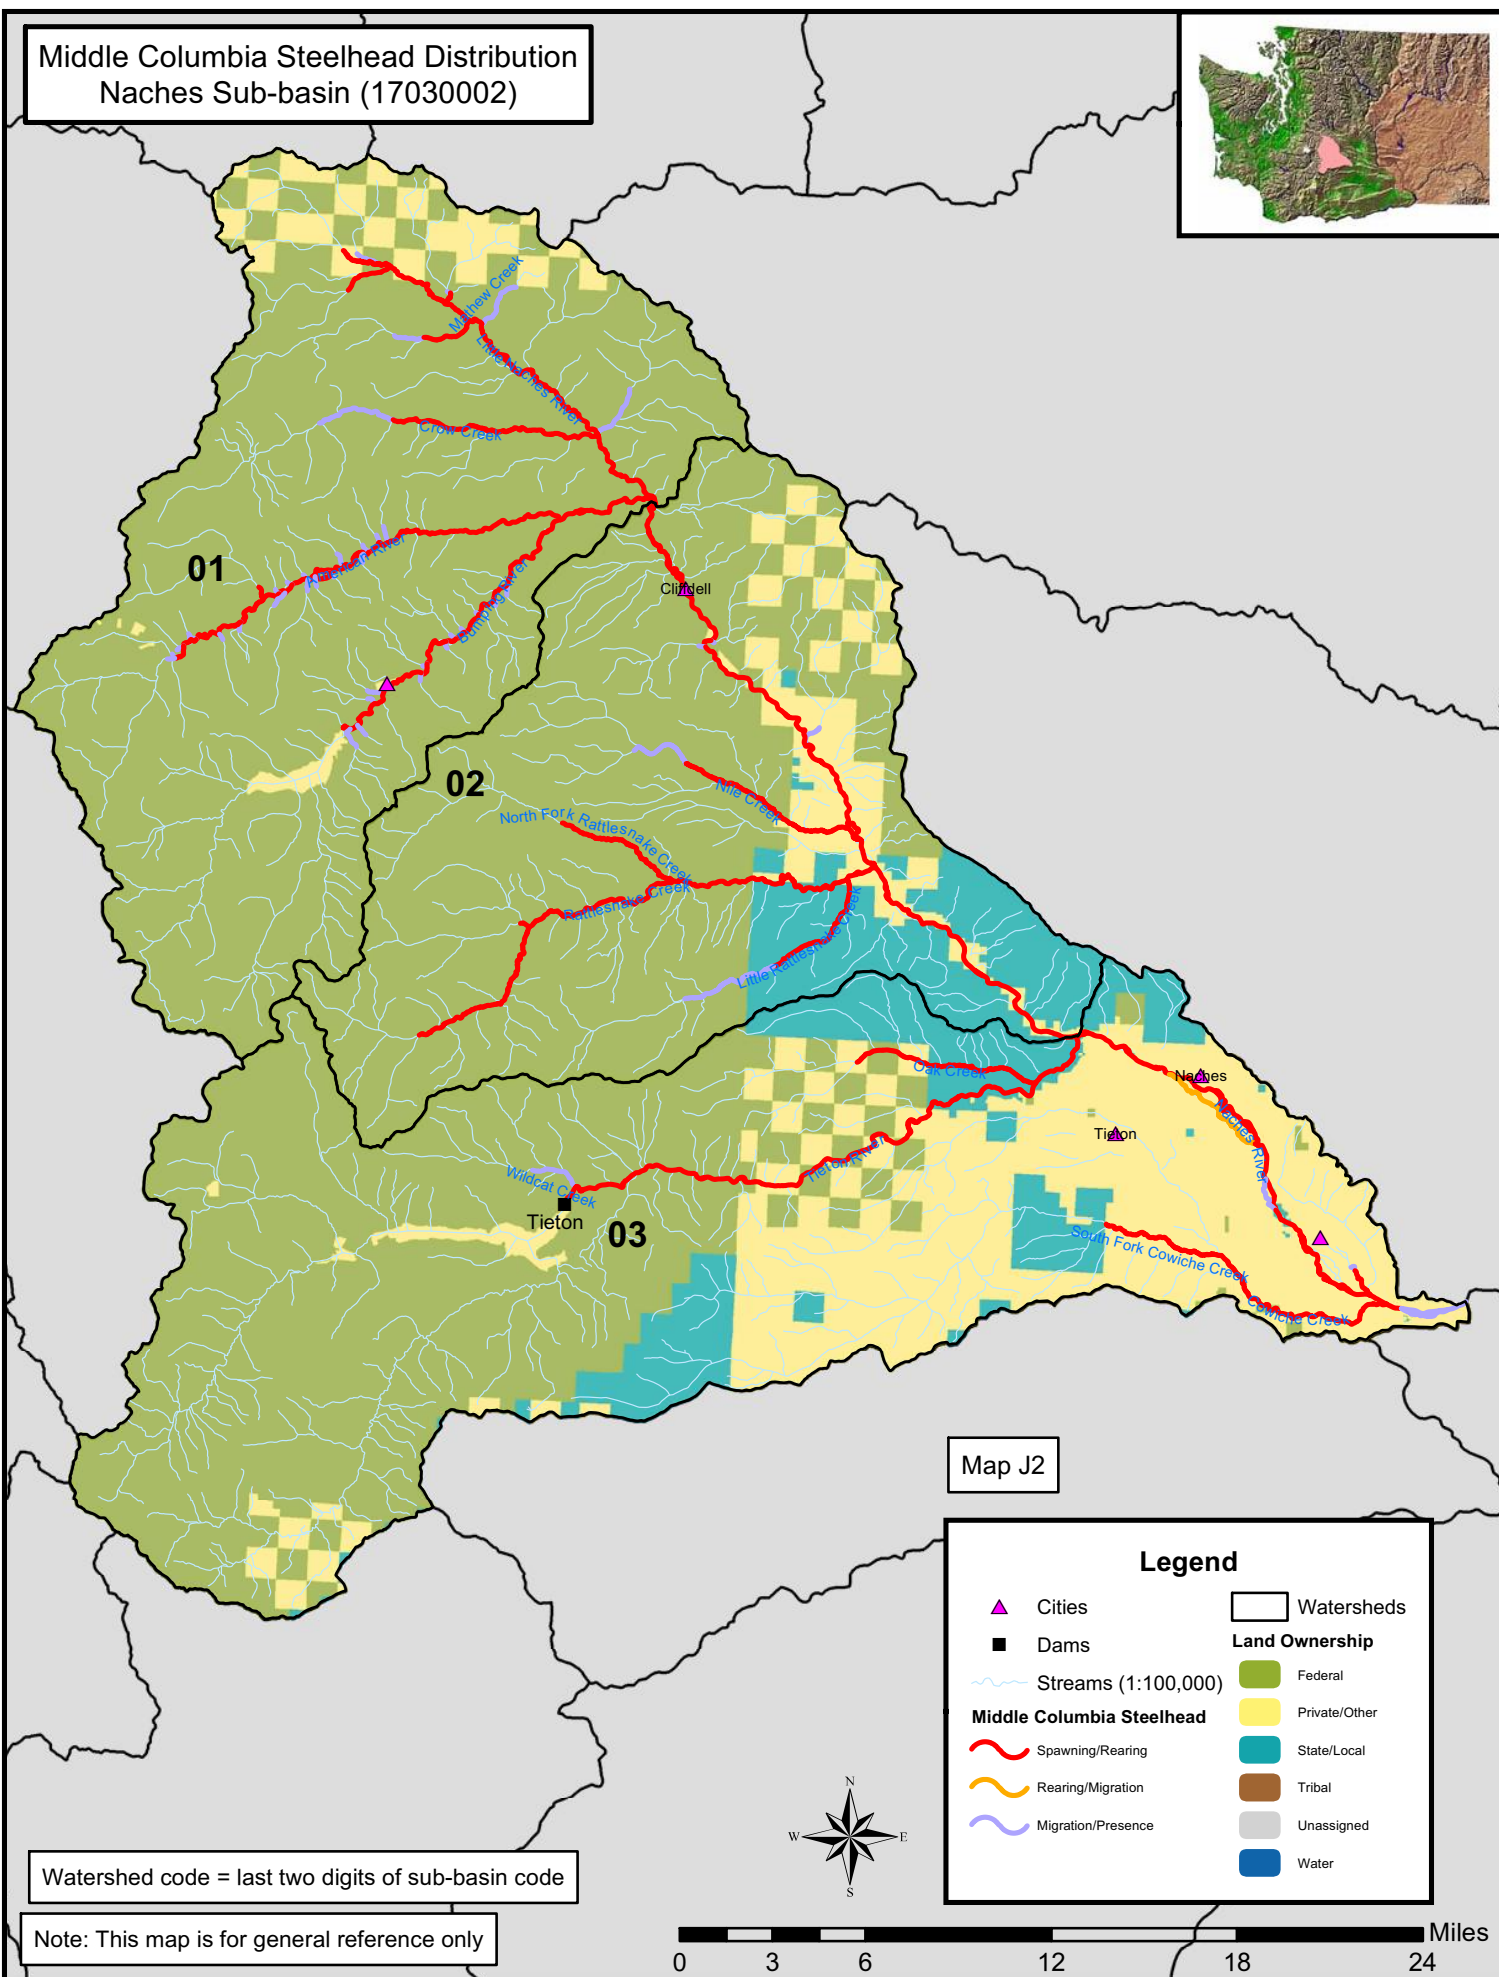 Middle Columbia Steelhead Distribution
Naches Sub-basin (17030002)
Mathew Creek
Little Naches River
Crow Creek
01
American River
Bumping River
Cliffdell
02
Nile Creek
North Fork Rattlesnake Creek
Rattlesnake Creek
Little Rattlesnake Creek
Oak Creek
Naches
Naches River
Tieton
Tieton River
Wildcat Creek
Tieton
03
South Fork Cowiche Creek
Cowiche Creek
Map J2
Legend
Cities
Dams
Streams (1:100,000)
Middle Columbia Steelhead
Spawning/Rearing
Rearing/Migration
Migration/Presence
Watersheds
Land Ownership
Federal
Private/Other
State/Local
Tribal
Unassigned
Water
N
W
E
S
Watershed code = last two digits of sub-basin code
Note: This map is for general reference only
Miles
0 3 6 12 18 24